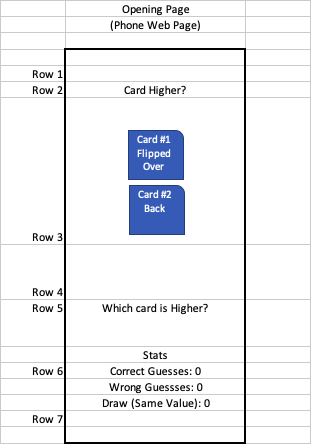 Opening Page
(Phone Web Page)
Row 1
Row 2 Card Higher?
Card #1
Flipped
Over
Card #2
Back
Row 3
Row 4
Row 5 Which card is Higher?
Stats
Row 6 Correct Guesses: 0
Wrong Guessses: 0
Draw (Same Value): 0
Row 7